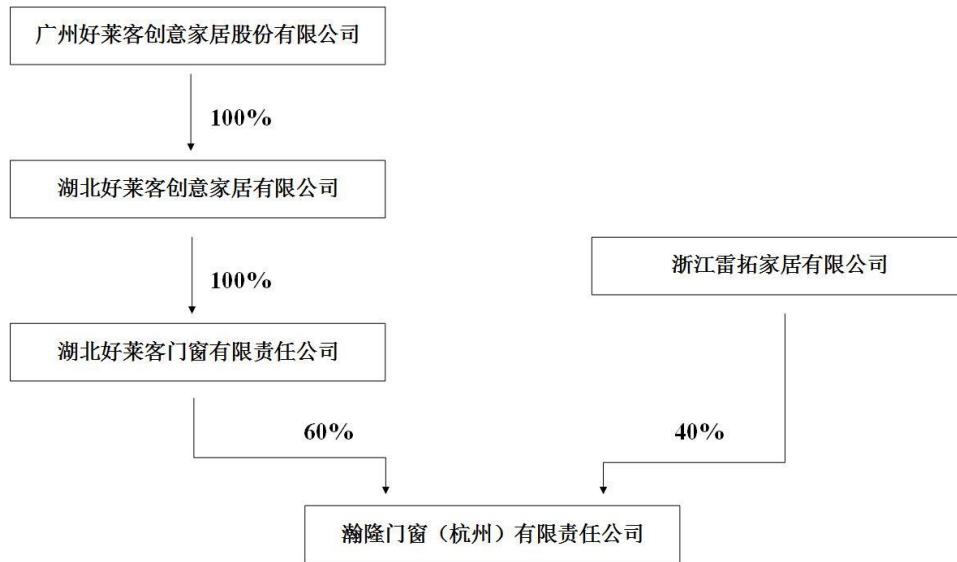 广州好莱客创意家居股份有限公司
100%
湖北好莱客创意家居有限公司
100%
浙江雷拓家居有限公司
湖北好莱客门窗有限责任公司
60%
40%
瀚隆门窗（杭州）有限责任公司